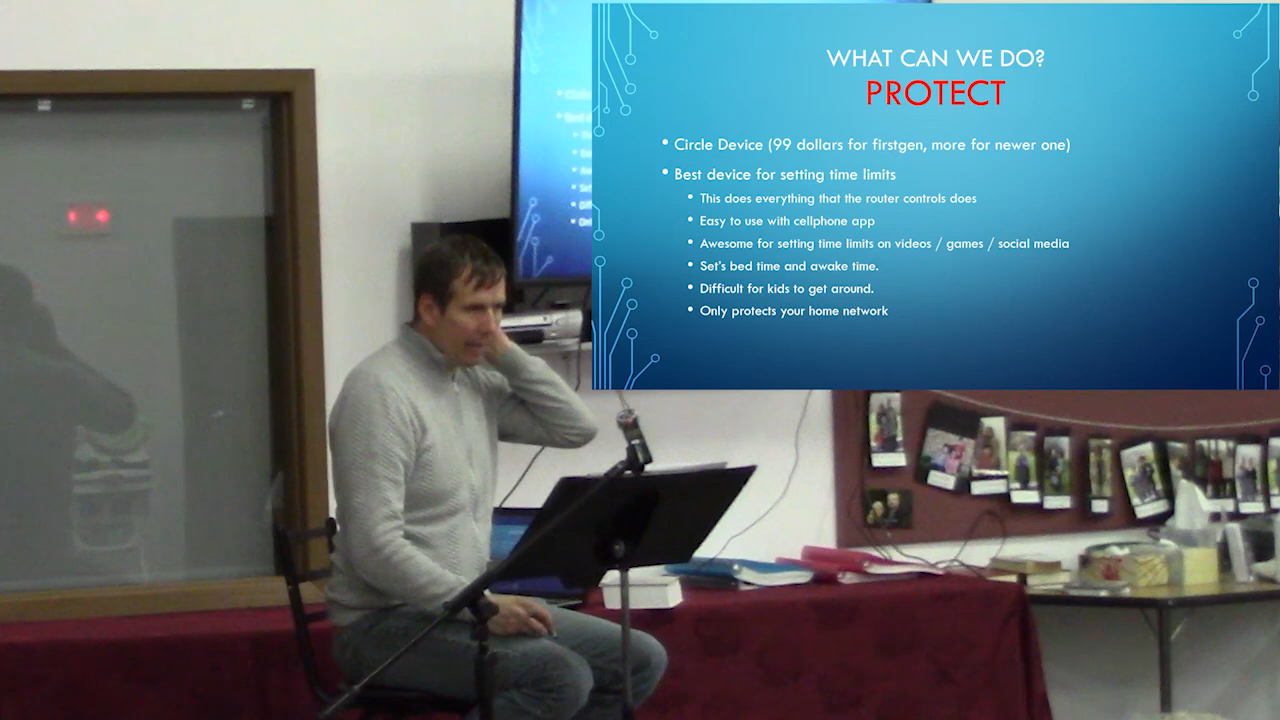 WHAT CAN WE DO?
PROTECT
• Circle Device (99 dollars for firstgen, more for newer one)
• Best device for setting time limits
• This does everything that the router controls does
• Easy to use with cellphone app
• Awesome for setting time limits on videos / games / social media
• Set's bed time and awake time.
• Difficult for kids to get around.
• Only protects your home network